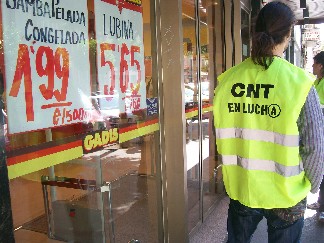 GAMBA PELADA
CONGELADA
1'99
€/500
LUBINA
5'65
GADIS
CNT
EN LUCHA